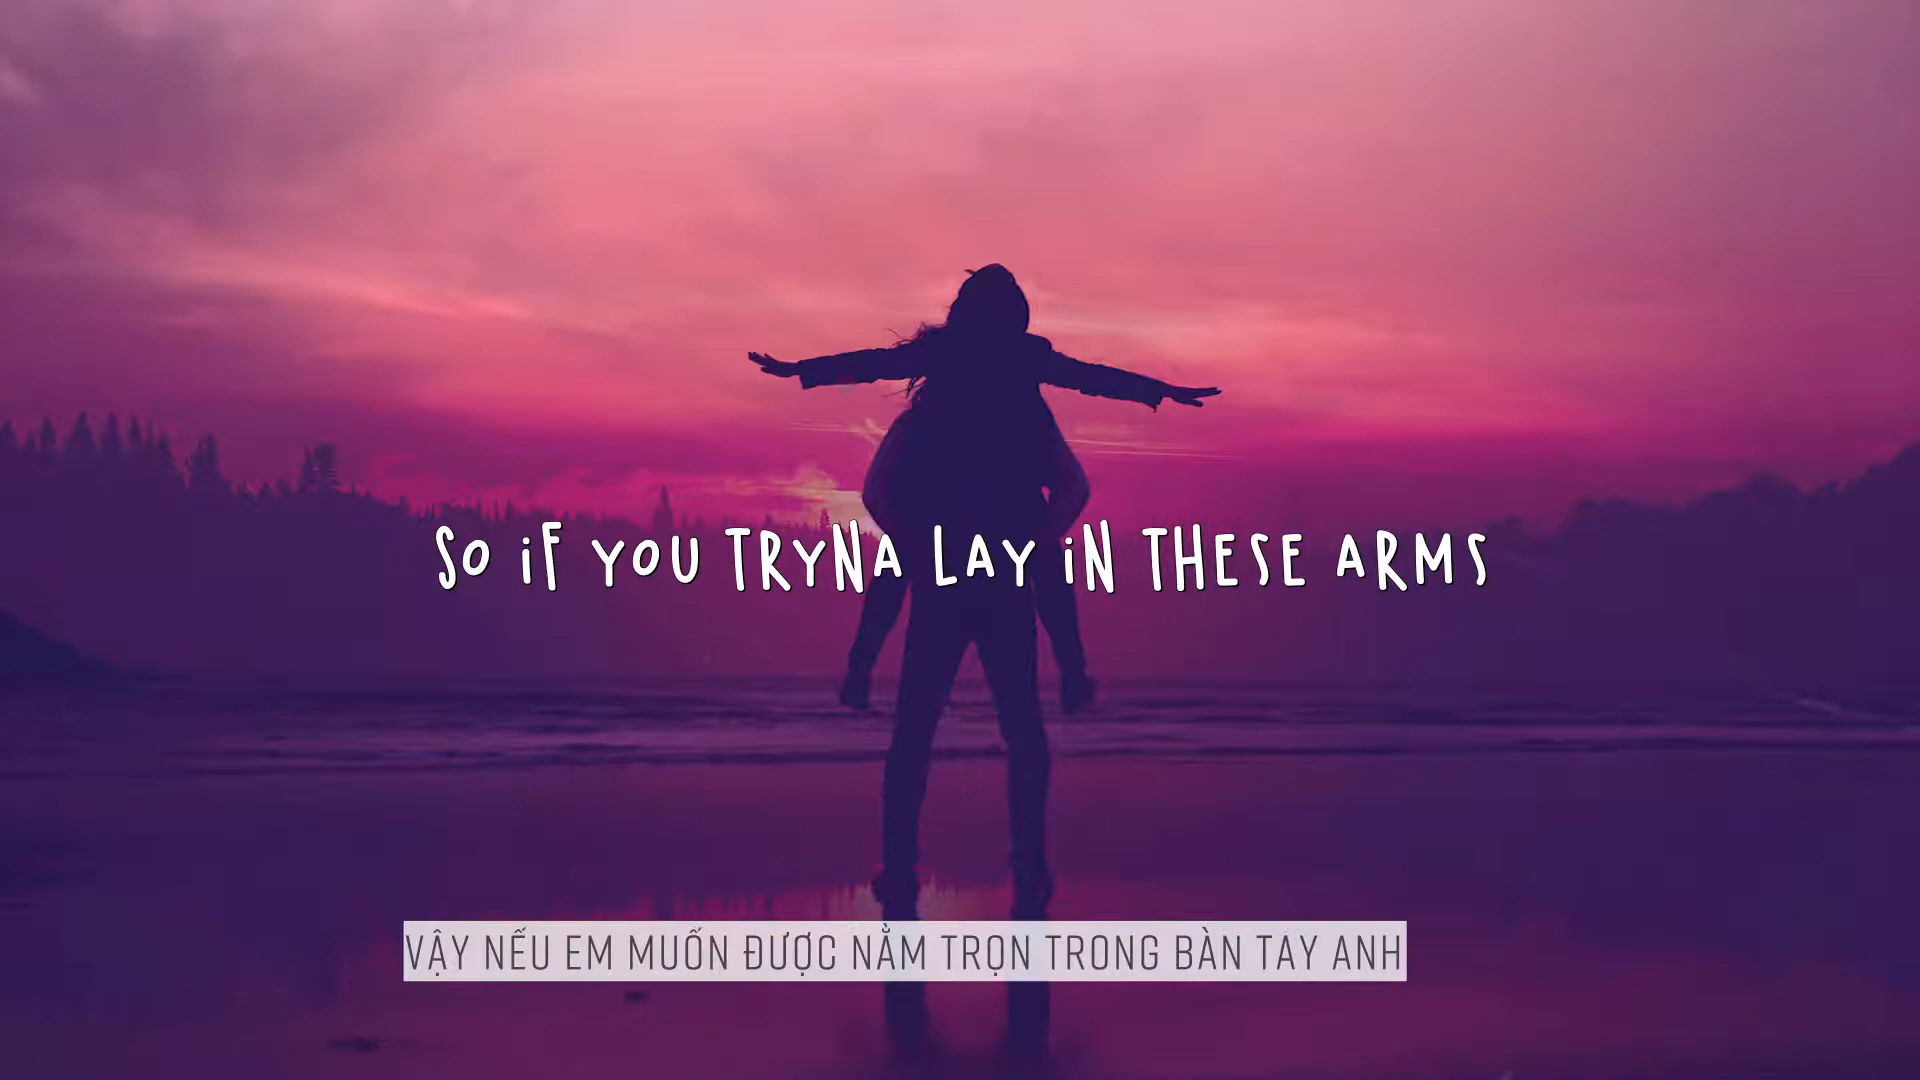 SO iF YOU TRYNA LAY iN THESE ARMS
VẬY NẾU EM MUỐN ĐƯỢC NẰM TRỌN TRONG BÀN TAY ANH